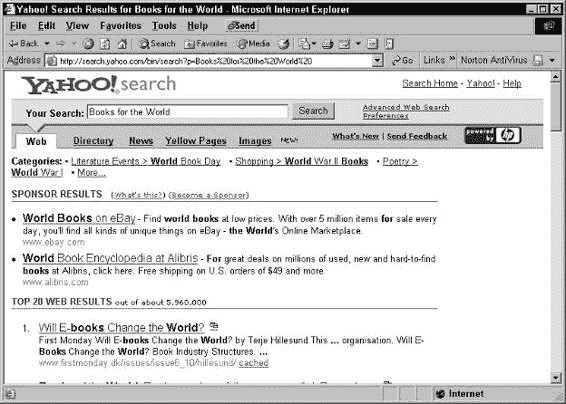 Yahoo! Search Results for Books for the World - Microsoft Internet Explorer
File Edit View Favorites Tools Help Send
Back Search Favorites Media
Address http://search.yahoo.com/bin/search?p=Books%20for%20the%20World%20 Go Links » Norton AntiVirus
YAHOO! search Search Home - Yahoo! - Help
Your Search: Books for the World Search Advanced Web Search
Preferences
Web Directory News Yellow Pages Images NEW! What's New | Send Feedback powered by hp
Categories: • Literature Events > World Book Day • Shopping > World War II Books • Poetry >
World War I • More...
SPONSOR RESULTS (What's this?) (Become a Sponsor)
• World Books on eBay - Find world books at low prices. With over 5 million items for sale every
day, you'll find all kinds of unique things on eBay - the World's Online Marketplace.
www.ebay.com
• World Book Encyclopedia at Alibris - For great deals on millions of used, new and hard-to-find
books at Alibris, click here. Free shipping on U.S. orders of $49 and more.
www.alibris.com
TOP 20 WEB RESULTS out of about 5,960,000
1. Will E-books Change the World?
First Monday Will E-books Change the World? by Terje Hillesund This ... organisation. Will E-
Books Change the World? Book Industry Structures. ...
www.firstmonday.dk/issues/issue6_10/hillesund/ cached
Internet